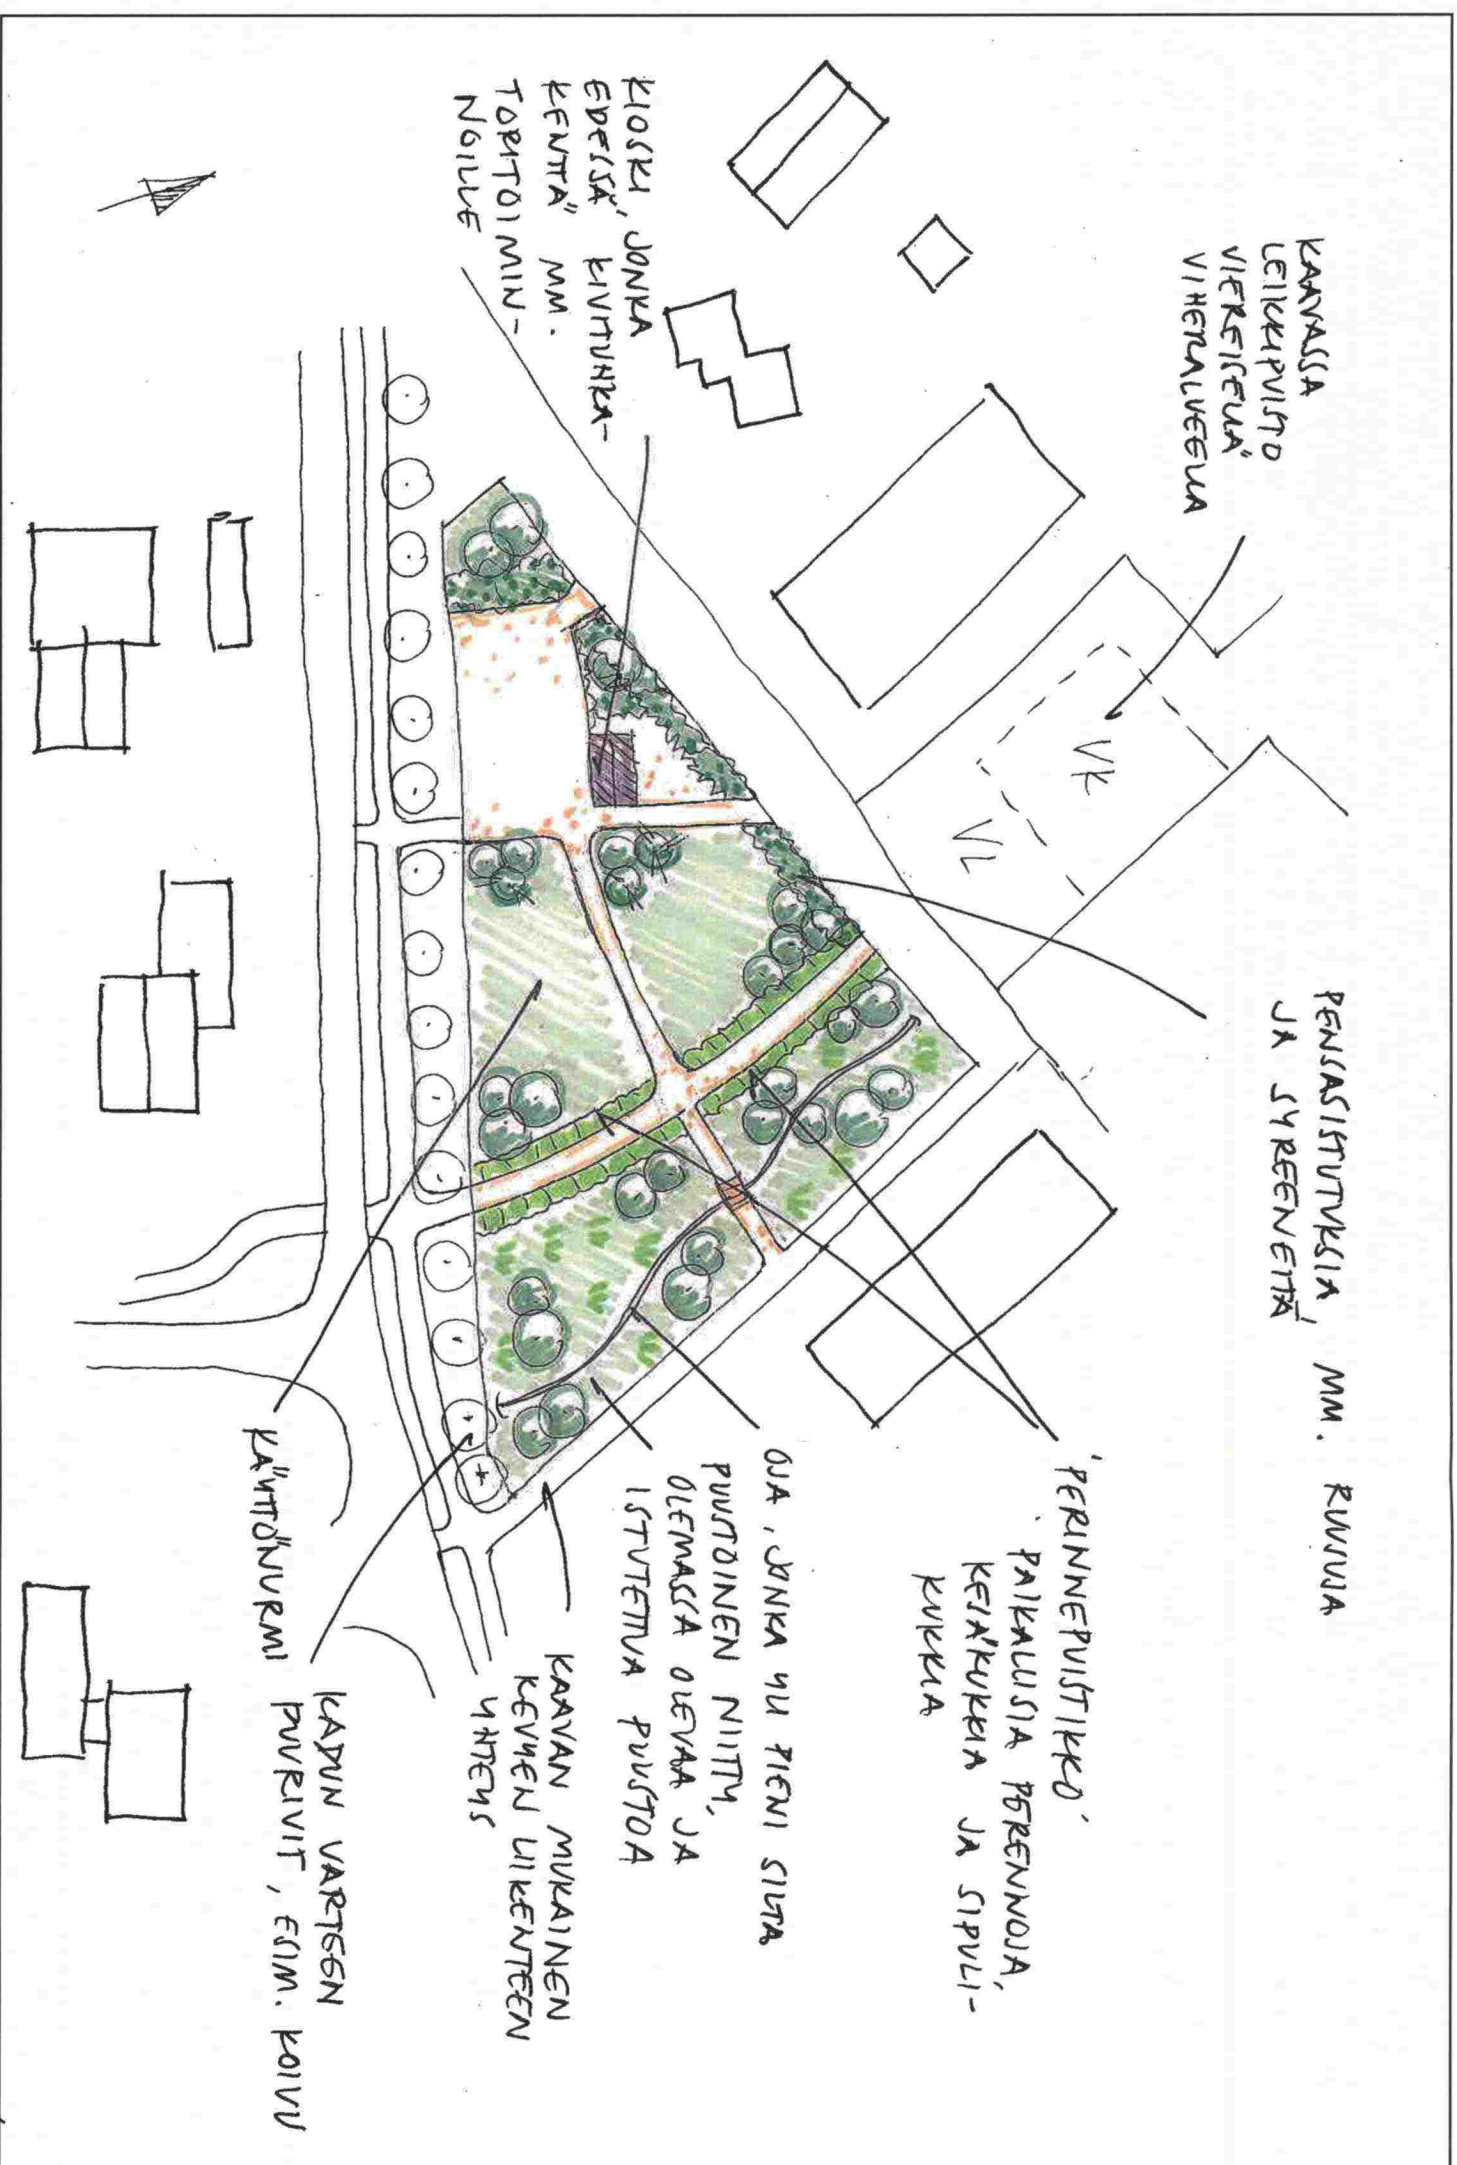 KAAVASSA
LEIKKIPUISTO
VIEREISELLÄ
VIHERALUEELLA
PENSASISTUTUKSIA, MM. RUUSUJA
JA SYREENEITÄ
KIOSKI, JONKA
EDESSÄ KIVITUHKA-
KENTTÄ MM.
TORITOIMIN-
NOILLE
VK
VL
'PERINNEPUISTIKKO'
PAIKALLISIA PERENNOJA,
KESÄKUKKIA JA SIPULI-
KUKKIA
OJA, JONKA YLI PIENI SILTA
PUUSTOINEN NIITTY,
OLEMASSA OLEVAA JA
ISTUTETTUA PUUSTOA
KAAVAN MUKAINEN
KEVYEN LIIKENTEEN
YHTEYS
KADUN VARTEEN
PUURIVIT, ESIM. KOIVU
KÄYTTÖNURMI